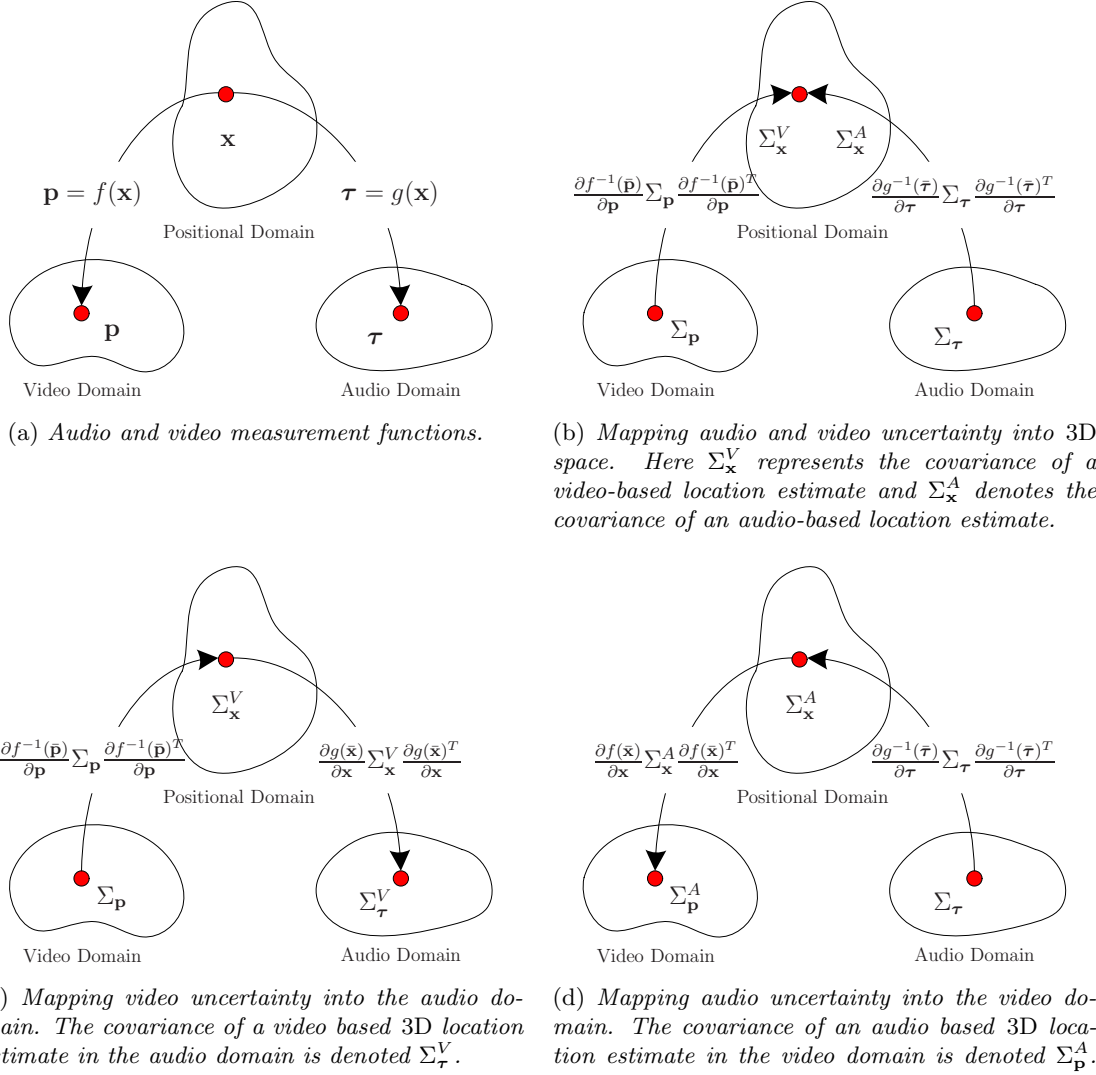 x
p = f(x)
τ = g(x)
Positional Domain
p
τ
Video Domain
Audio Domain
(a) Audio and video measurement functions.
Σ_x^V
Σ_x^A
∂f⁻¹(p̄)/∂p Σ_p ∂f⁻¹(p̄)^T/∂p
∂g⁻¹(τ̄)/∂τ Σ_τ ∂g⁻¹(τ̄)^T/∂τ
Positional Domain
Σ_p
Σ_τ
Video Domain
Audio Domain
(b) Mapping audio and video uncertainty into 3D
space. Here Σ_x^V represents the covariance of a
video-based location estimate and Σ_x^A denotes the
covariance of an audio-based location estimate.
Σ_x^V
∂f⁻¹(p̄)/∂p Σ_p ∂f⁻¹(p̄)^T/∂p
∂g(x̄)/∂x Σ_x^V ∂g(x̄)^T/∂x
Positional Domain
Σ_p
Σ_τ^V
Video Domain
Audio Domain
) Mapping video uncertainty into the audio do-
ain. The covariance of a video based 3D location
timate in the audio domain is denoted Σ_τ^V.
Σ_x^A
∂f(x̄)/∂x Σ_x^A ∂f(x̄)^T/∂x
∂g⁻¹(τ̄)/∂τ Σ_τ ∂g⁻¹(τ̄)^T/∂τ
Positional Domain
Σ_p^A
Σ_τ
Video Domain
Audio Domain
(d) Mapping audio uncertainty into the video do-
main. The covariance of an audio based 3D loca-
tion estimate in the video domain is denoted Σ_p^A.